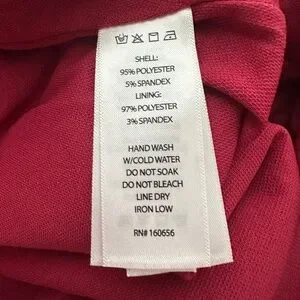 SHELL:
95% POLYESTER
5% SPANDEX
LINING:
97% POLYESTER
3% SPANDEX
HAND WASH
W/COLD WATER
DO NOT SOAK
DO NOT BLEACH
LINE DRY
IRON LOW
RN# 160656